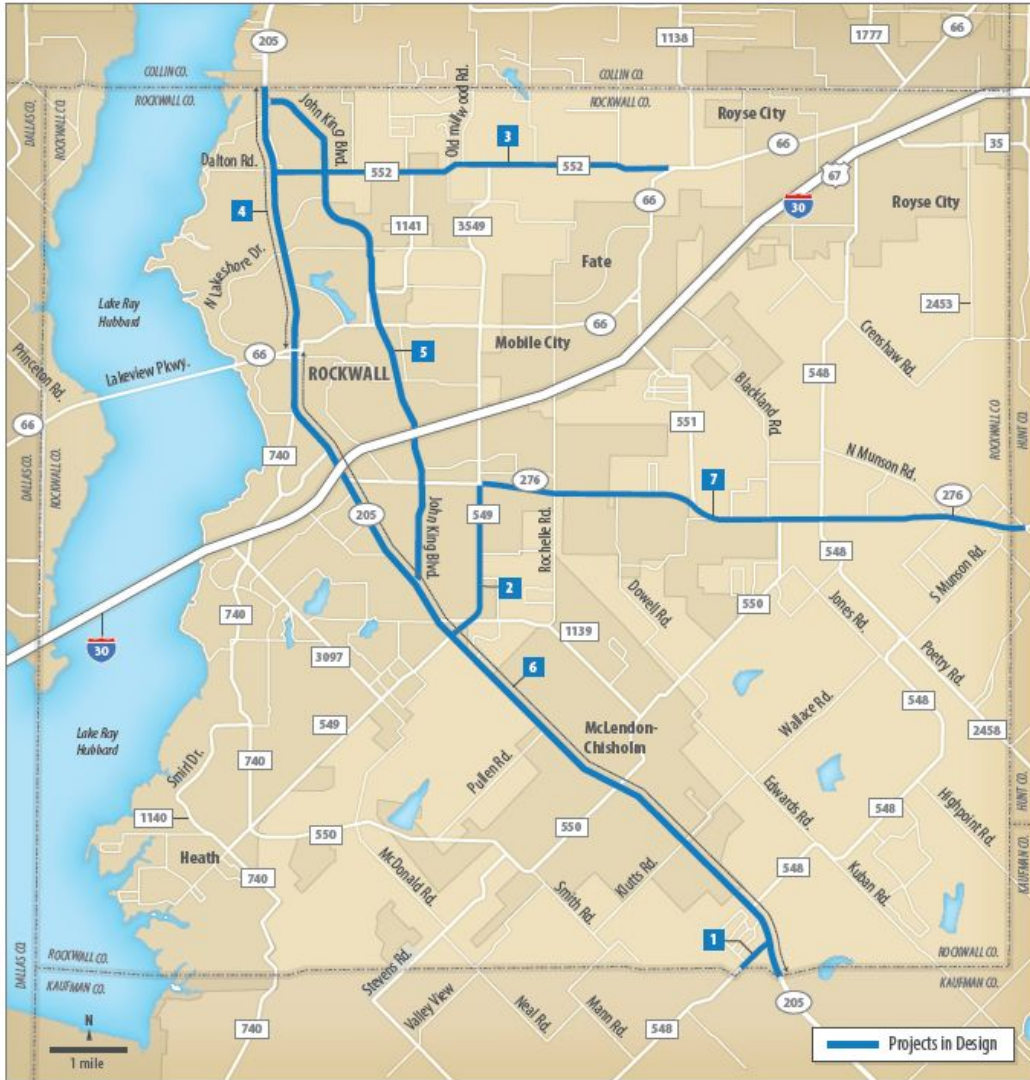 205
1138
1777
66
COLLIN CO.
ROCKWALL CO.
COLLIN CO.
ROCKWALL CO.
DALLAS CO.
ROCKWALL CO.
John King Blvd.
Old millwood Rd.
Royse City
3
66
67
35
Dalton Rd.
552
552
30
4
66
1141
3549
Royse City
N Lakeshore Dr.
Fate
Lake Ray
Hubbard
2453
66
Mobile City
Crenshaw Rd.
5
66
ROCKWALL
Lakeview Pkwy.
Princeton Rd.
548
Blackland Rd.
66
551
ROCKWALL CO.
HUNT CO.
DALLAS CO.
ROCKWALL CO.
740
N Munson Rd.
276
7
276
205
549
John King Blvd.
Rochelle Rd.
548
S Munson Rd.
2
Dowell Rd.
550
Jones Rd.
740
1139
30
3097
6
Poetry Rd.
Wallace Rd.
548
549
McLendon-
Chisholm
2458
Lake Ray
Hubbard
Smirl Dr.
740
Pullen Rd.
HUNT CO.
Edwards Rd.
548
Highpoint Rd.
1140
550
550
KAUFMAN CO.
Heath
740
McDonald Rd.
Klutts Rd.
548
Kuban Rd.
Smith Rd.
1
DALLAS CO.
ROCKWALL CO.
KAUFMAN CO.
ROCKWALL CO.
KAUFMAN CO.
Stevens Rd.
Valley View
Neal Rd.
Mann Rd.
205
N
740
548
1 mile
Projects in Design